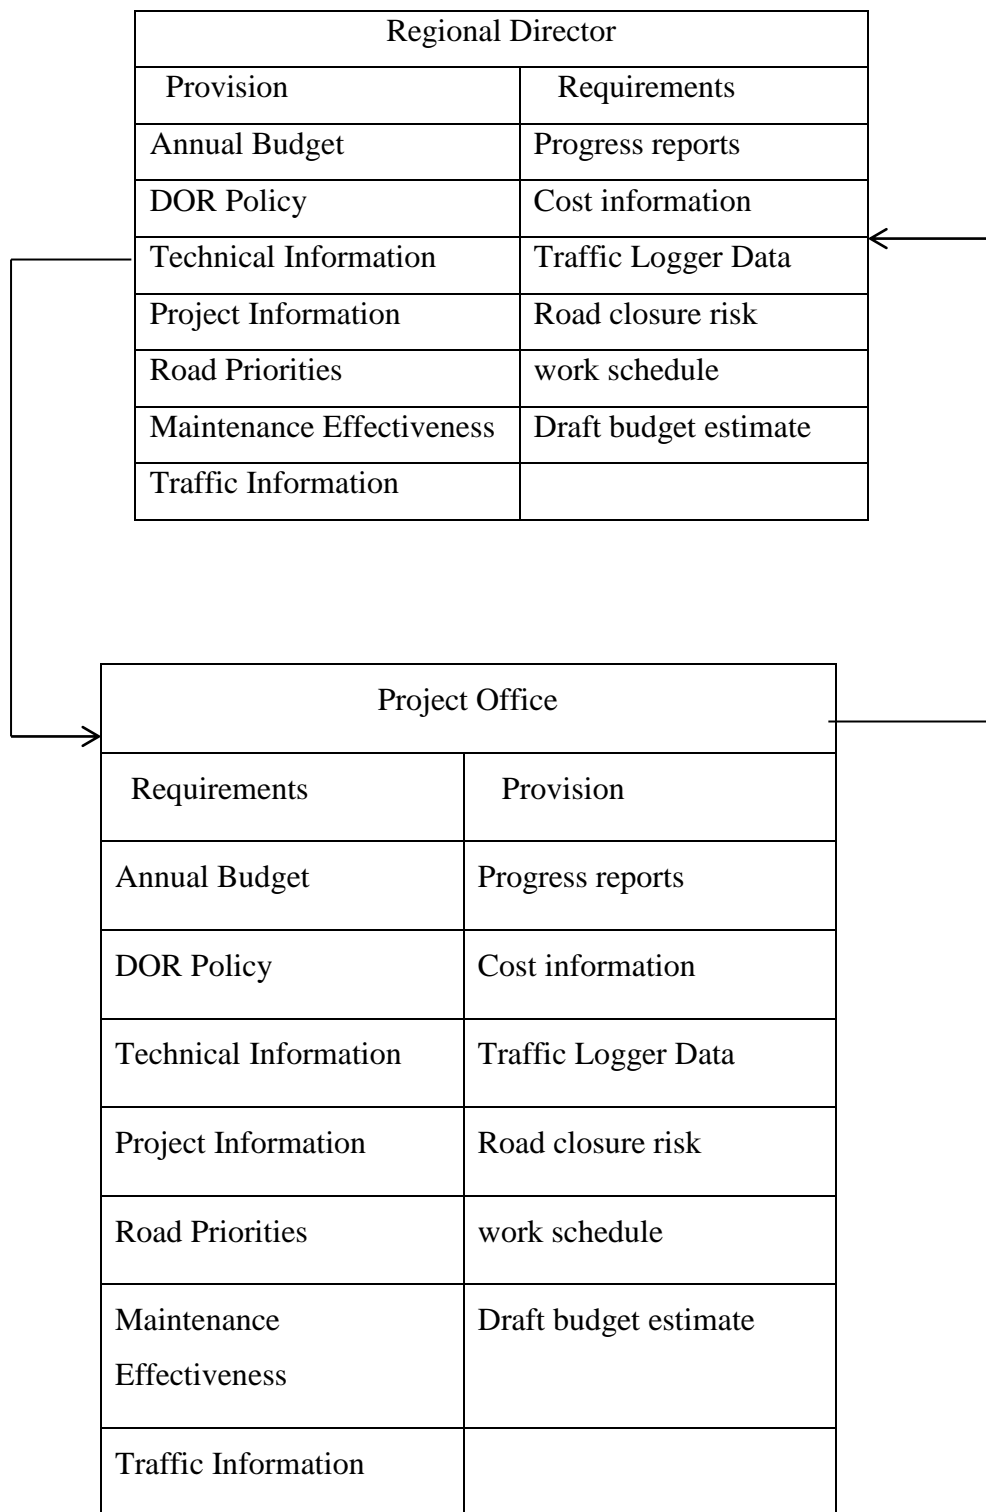 Regional Director
Provision Requirements
Annual Budget Progress reports
DOR Policy Cost information
Technical Information Traffic Logger Data
Project Information Road closure risk
Road Priorities work schedule
Maintenance Effectiveness Draft budget estimate
Traffic Information
Project Office
Requirements Provision
Annual Budget Progress reports
DOR Policy Cost information
Technical Information Traffic Logger Data
Project Information Road closure risk
Road Priorities work schedule
Maintenance Draft budget estimate
Effectiveness
Traffic Information